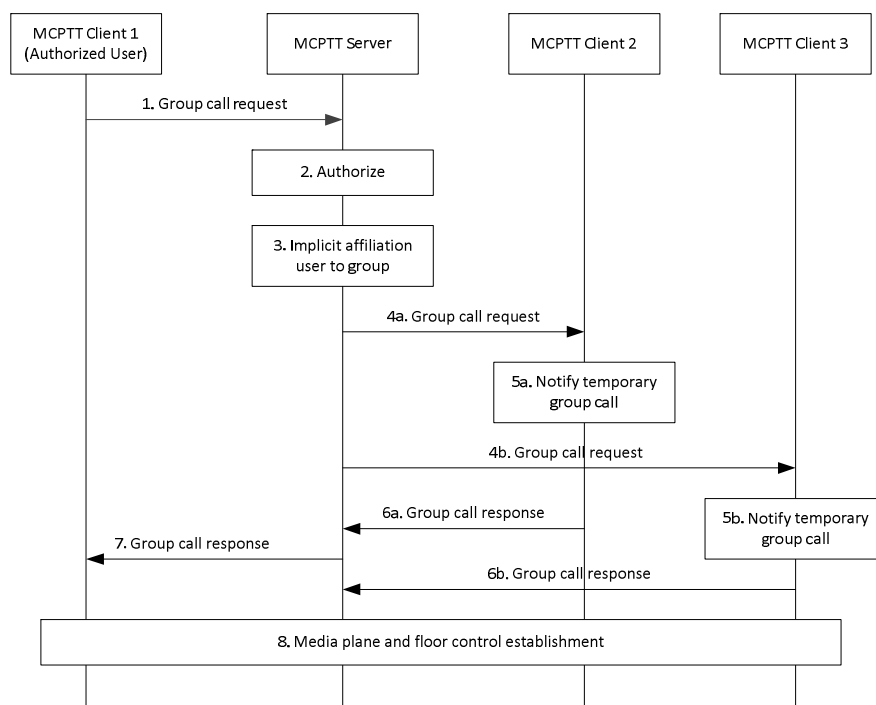 MCPTT Client 1
(Authorized User)
MCPTT Server
MCPTT Client 2
MCPTT Client 3
1. Group call request
2. Authorize
3. Implicit affiliation
user to group
4a. Group call request
5a. Notify temporary
group call
4b. Group call request
6a. Group call response
5b. Notify temporary
group call
7. Group call response
6b. Group call response
8. Media plane and floor control establishment